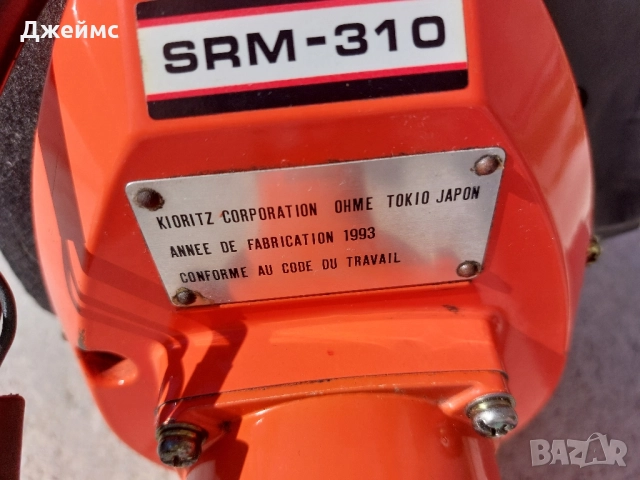 Джеймс
SRM-310
KIORITZ CORPORATION OHME TOKIO JAPON
ANNEE DE FABRICATION 1993
CONFORME AU CODE DU TRAVAIL
BAZAR